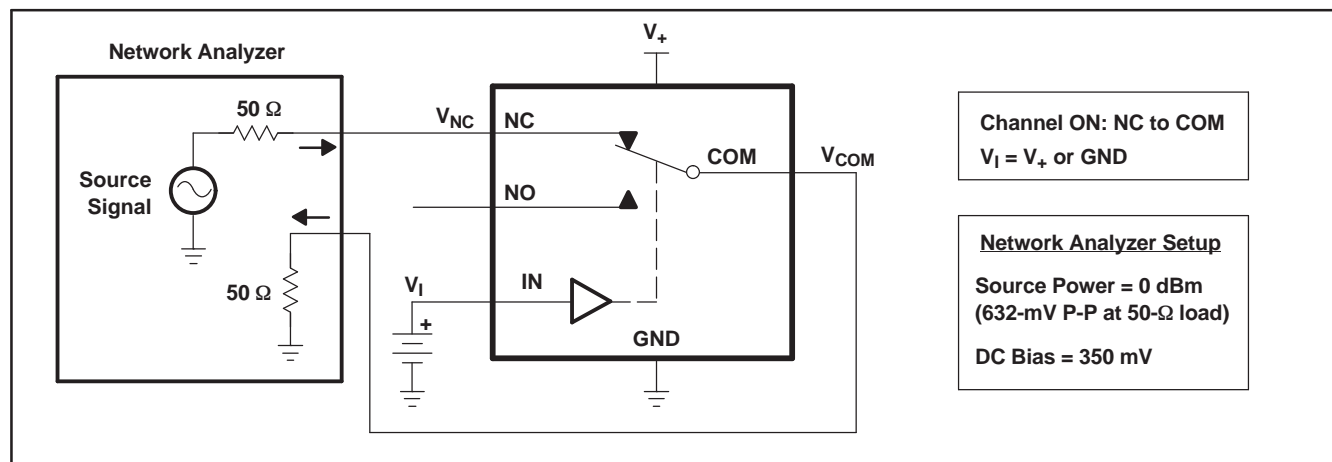 Network Analyzer
50 Ω
Source
Signal
50 Ω
V+
VNC
NC
NO
COM
VCOM
VI
IN
+
GND
Channel ON: NC to COM
VI = V+ or GND
Network Analyzer Setup
Source Power = 0 dBm
(632-mV P-P at 50-Ω load)
DC Bias = 350 mV